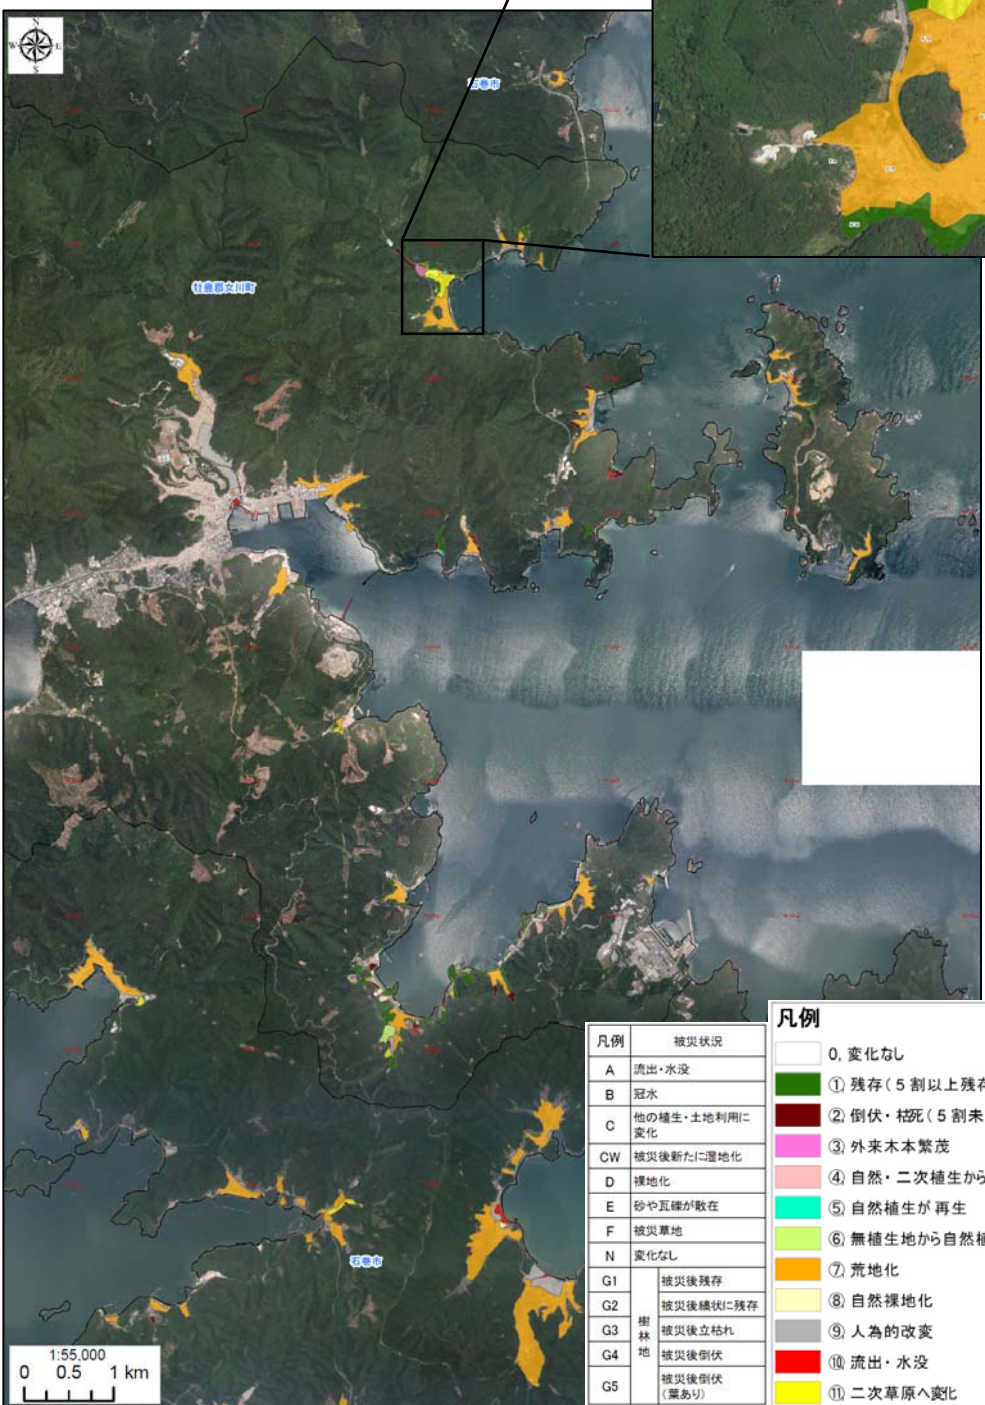 N
W E
S
石巻市
牡鹿郡女川町
石巻市
1:55,000
0 0.5 1 km
凡例 被災状況
A 流出・水没
B 冠水
C 他の植生・土地利用に
変化
CW 被災後新たに湿地化
D 裸地化
E 砂や瓦礫が散在
F 被災草地
N 変化なし
樹林地
G1 被災後残存
G2 被災後縞状に残存
G3 被災後立枯れ
G4 被災後倒伏
G5 被災後倒伏
(葉あり)
凡例
0, 変化なし
①, 残存(5割以上残存
②, 倒伏・枯死(5割未
③, 外来木本繁茂
④, 自然・二次植生から
⑤, 自然植生が再生
⑥, 無植生地から自然植
⑦, 荒地化
⑧, 自然裸地化
⑨, 人為的改変
⑩, 流出・水没
⑪, 二次草原へ変化